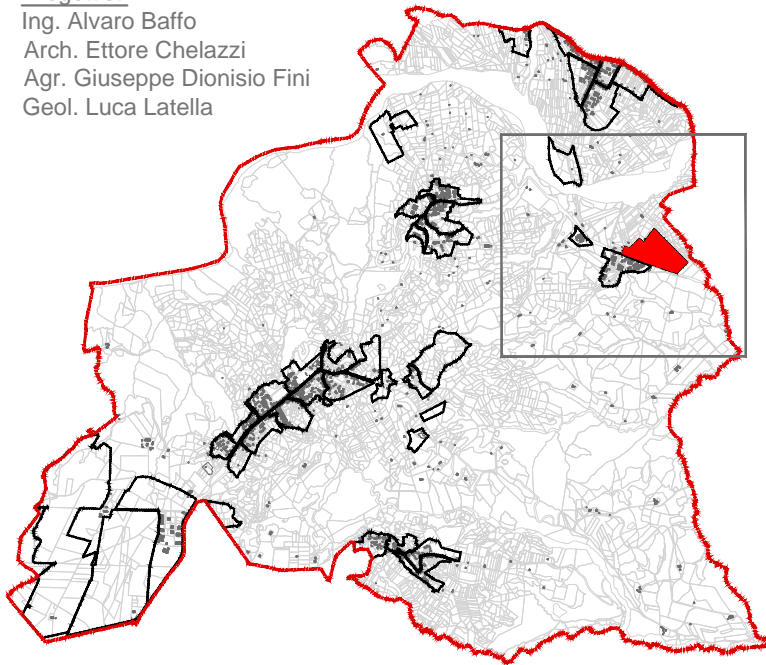 Ing. Alvaro Baffo
Arch. Ettore Chelazzi
Agr. Giuseppe Dionisio Fini
Geol. Luca Latella